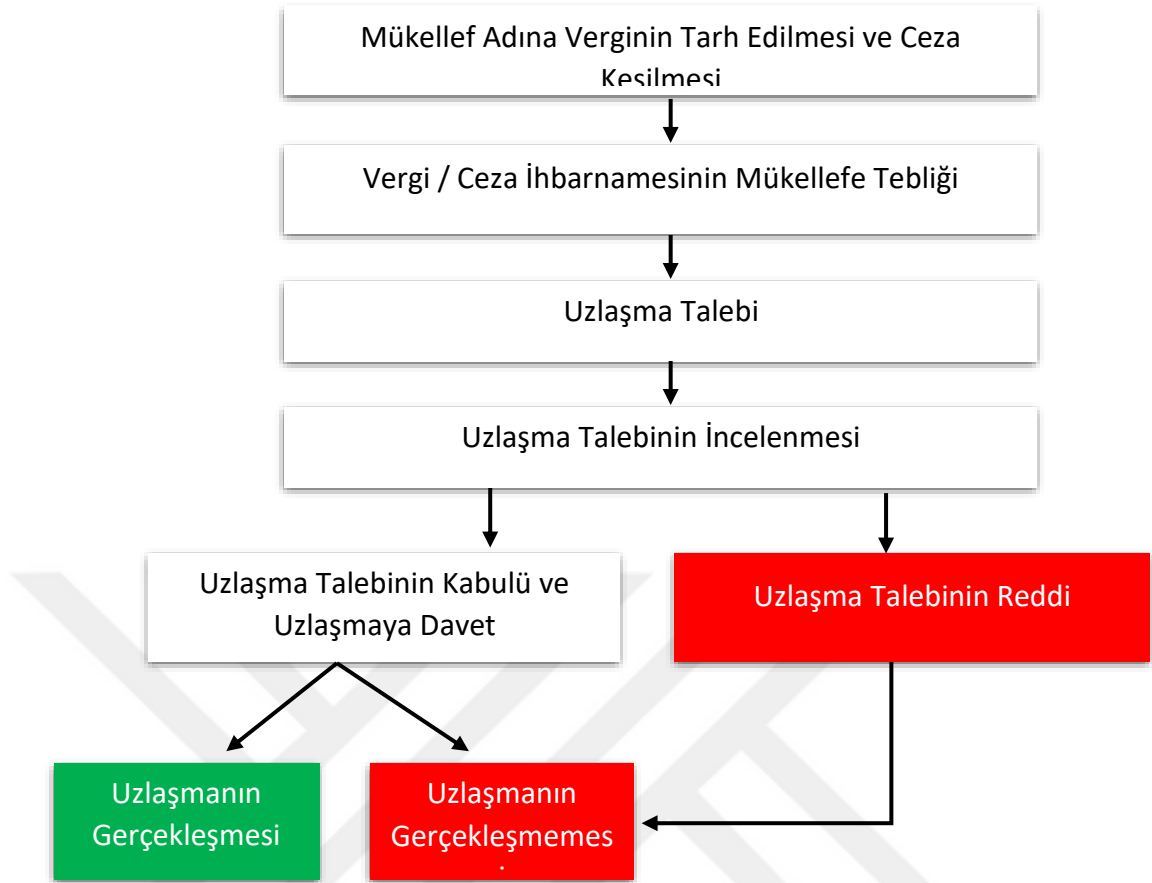 Mükellef Adına Verginin Tarh Edilmesi ve Ceza
Kesilmesi
Vergi / Ceza İhbarnamesinin Mükellefe Tebliği
Uzlaşma Talebi
Uzlaşma Talebinin İncelenmesi
Uzlaşma Talebinin Kabulü ve
Uzlaşmaya Davet
Uzlaşma Talebinin Reddi
Uzlaşmanın
Gerçekleşmesi
Uzlaşmanın
Gerçekleşmemes